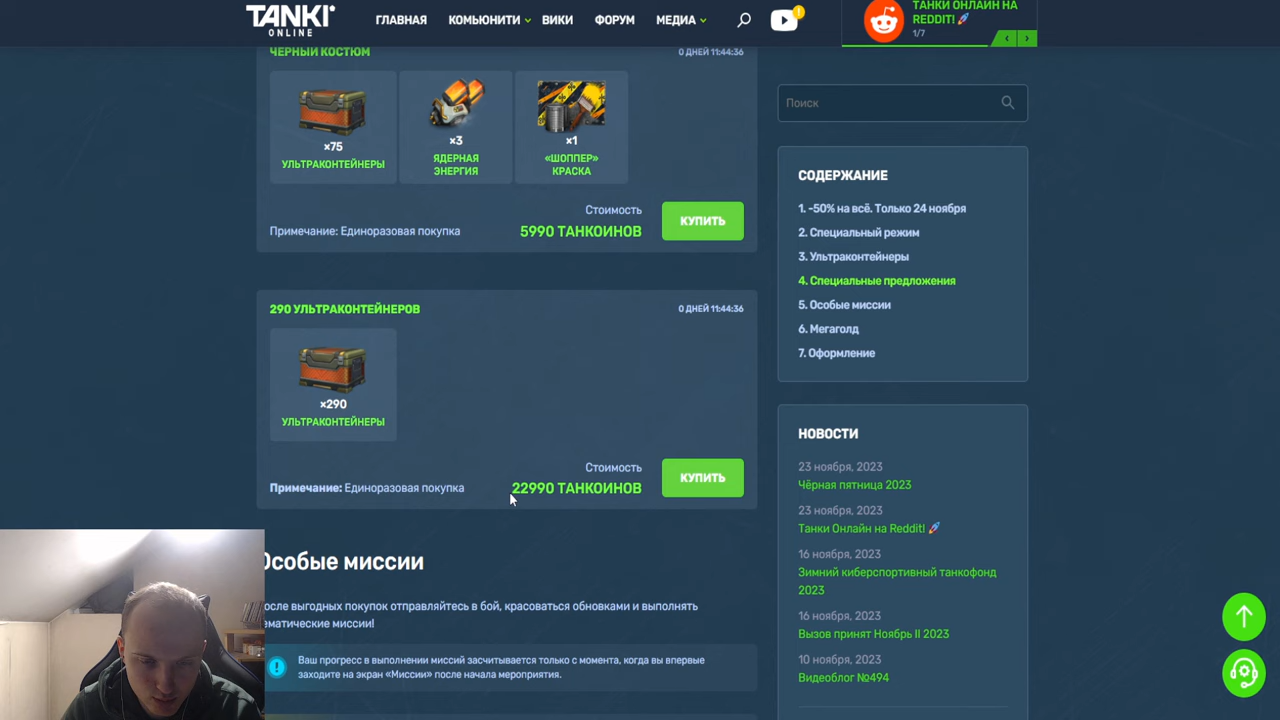 TANKI
ONLINE
ГЛАВНАЯ
КОМЬЮНИТИ
ВИКИ
ФОРУМ
МЕДИА
!
ТАНКИ ОНЛАЙН НА
REDDIT! 🚀
1/7
ЧЁРНЫЙ КОСТЮМ
0 ДНЕЙ 11:44:36
×75
УЛЬТРАКОНТЕЙНЕРЫ
×3
ЯДЕРНАЯ
ЭНЕРГИЯ
×1
«ШОППЕР»
КРАСКА
Стоимость
Примечание: Единоразовая покупка
5990 ТАНКОИНОВ
КУПИТЬ
290 УЛЬТРАКОНТЕЙНЕРОВ
0 ДНЕЙ 11:44:36
×290
УЛЬТРАКОНТЕЙНЕРЫ
Стоимость
Примечание: Единоразовая покупка
22990 ТАНКОИНОВ
КУПИТЬ
Особые миссии
осле выгодных покупок отправляйтесь в бой, красоваться обновками и выполнять
ематические миссии!
Ваш прогресс в выполнении миссий засчитывается только с момента, когда вы впервые
заходите на экран «Миссии» после начала мероприятия.
Поиск
СОДЕРЖАНИЕ
1. -50% на всё. Только 24 ноября
2. Специальный режим
3. Ультраконтейнеры
4. Специальные предложения
5. Особые миссии
6. Мегаголд
7. Оформление
НОВОСТИ
23 ноября, 2023
Чёрная пятница 2023
23 ноября, 2023
Танки Онлайн на Reddit! 🚀
16 ноября, 2023
Зимний киберспортивный танкофонд
2023
16 ноября, 2023
Вызов принят Ноябрь II 2023
10 ноября, 2023
Видеоблог №494